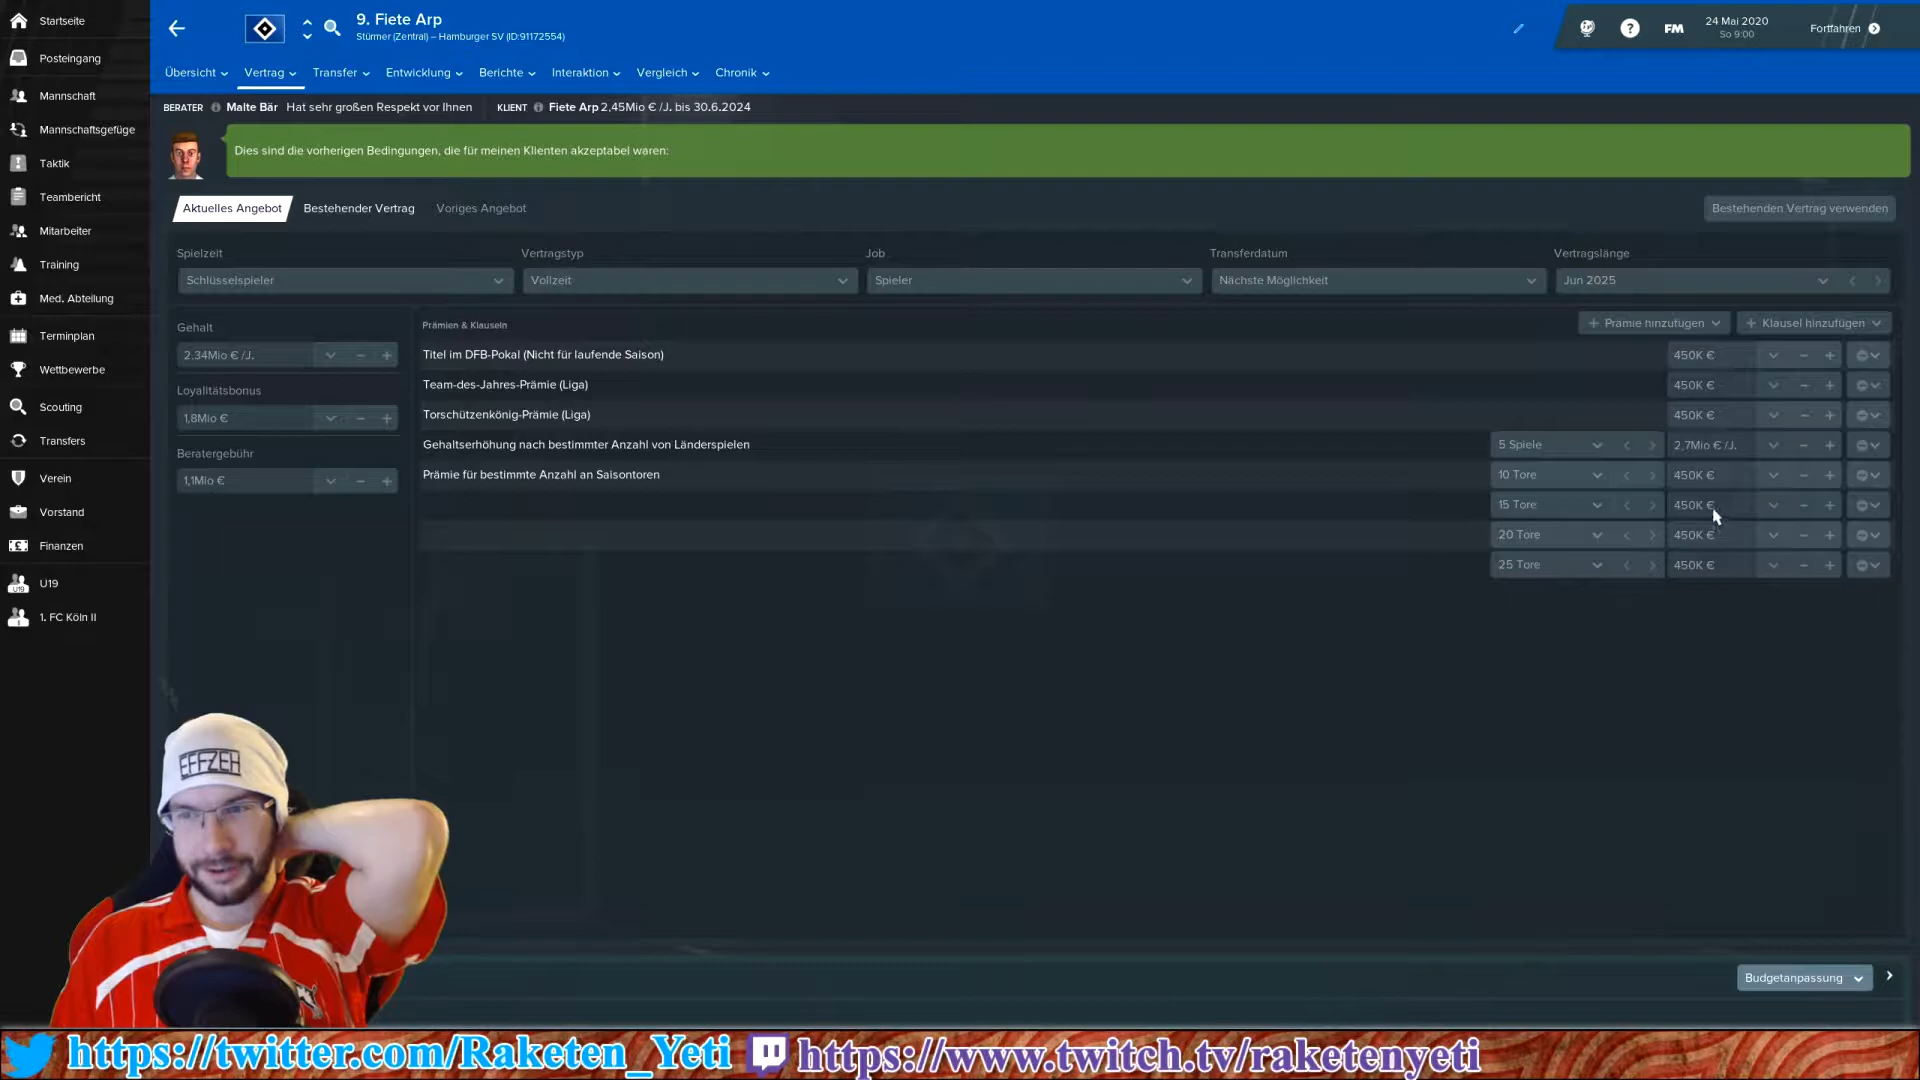 Startseite
Posteingang
Mannschaft
Mannschaftsgefüge
Taktik
Teambericht
Mitarbeiter
Training
Med. Abteilung
Terminplan
Wettbewerbe
Scouting
Transfers
Verein
Vorstand
Finanzen
U19
U19
1. FC Köln II
9. Fiete Arp
Stürmer (Zentral) – Hamburger SV (ID:91172554)
FM
24 Mai 2020
So 9:00
Fortfahren
Übersicht Vertrag Transfer Entwicklung Berichte Interaktion Vergleich Chronik
BERATER Malte Bär Hat sehr großen Respekt vor Ihnen KLIENT Fiete Arp 2,45Mio € /J. bis 30.6.2024
Dies sind die vorherigen Bedingungen, die für meinen Klienten akzeptabel waren:
Aktuelles Angebot Bestehender Vertrag Voriges Angebot Bestehenden Vertrag verwenden
Spielzeit Vertragstyp Job Transferdatum Vertragslänge
Schlüsselspieler Vollzeit Spieler Nächste Möglichkeit Jun 2025
Gehalt
2.34Mio € /J.
Loyalitätsbonus
1,8Mio €
Beratergebühr
1,1Mio €
Prämien & Klauseln + Prämie hinzufügen + Klausel hinzufügen
Titel im DFB-Pokal (Nicht für laufende Saison) 450K €
Team-des-Jahres-Prämie (Liga) 450K €
Torschützenkönig-Prämie (Liga) 450K €
Gehaltserhöhung nach bestimmter Anzahl von Länderspielen 5 Spiele 2,7Mio € /J.
Prämie für bestimmte Anzahl an Saisontoren 10 Tore 450K €
15 Tore 450K €
20 Tore 450K €
25 Tore 450K €
EFFZEH
Budgetanpassung
https://twitter.com/Raketen_Yeti https://www.twitch.tv/raketenyeti